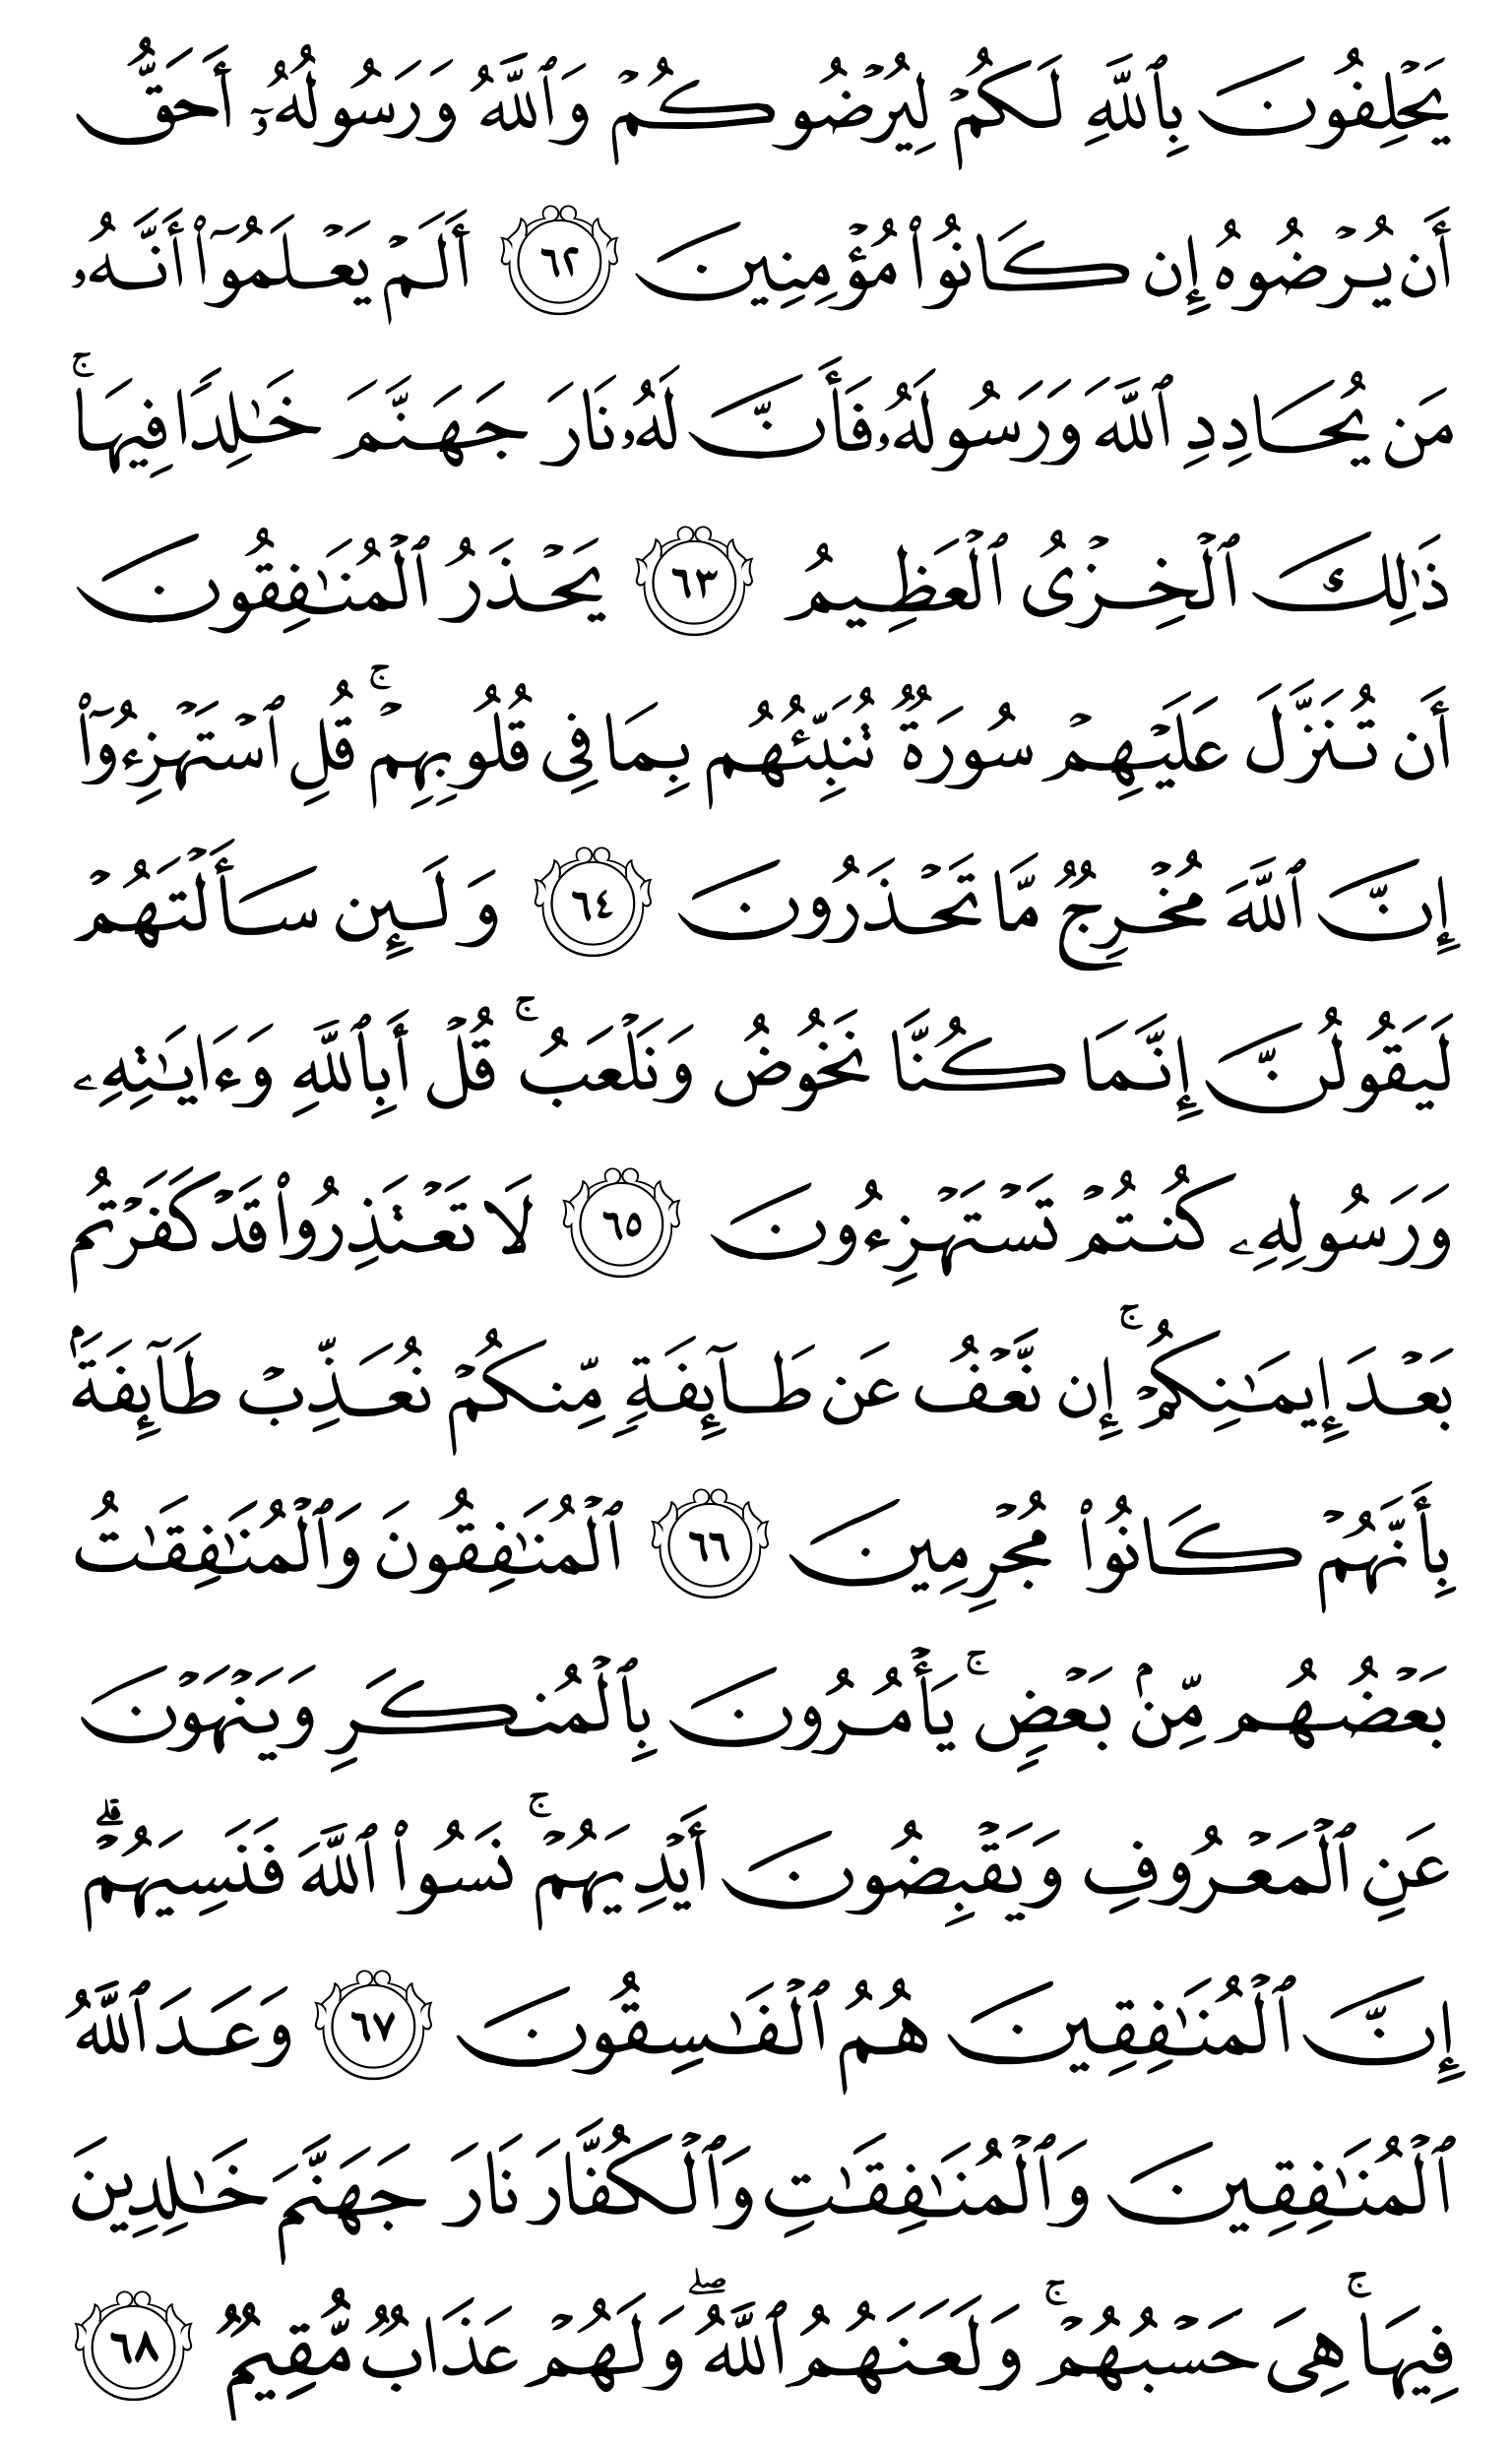 يَحۡلِفُونَ بِٱللَّهِ لَكُمۡ لِيُرۡضُوكُمۡ وَٱللَّهُ وَرَسُولُهُۥٓ أَحَقُّ
أَن يُرۡضُوهُ إِن كَانُواْ مُؤۡمِنِينَ ٦٢ أَلَمۡ يَعۡلَمُوٓاْ أَنَّهُۥ
مَن يُحَادِدِ ٱللَّهَ وَرَسُولَهُۥ فَأَنَّ لَهُۥ نَارَ جَهَنَّمَ خَٰلِدٗا فِيهَاۚ
ذَٰلِكَ ٱلۡخِزۡيُ ٱلۡعَظِيمُ ٦٣ يَحۡذَرُ ٱلۡمُنَٰفِقُونَ
أَن تُنَزَّلَ عَلَيۡهِمۡ سُورَةٞ تُنَبِّئُهُم بِمَا فِي قُلُوبِهِمۡۚ قُلِ ٱسۡتَهۡزِءُوٓاْ
إِنَّ ٱللَّهَ مُخۡرِجٞ مَّا تَحۡذَرُونَ ٦٤ وَلَئِن سَأَلۡتَهُمۡ
لَيَقُولُنَّ إِنَّمَا كُنَّا نَخُوضُ وَنَلۡعَبُۚ قُلۡ أَبِٱللَّهِ وَءَايَٰتِهِۦ
وَرَسُولِهِۦ كُنتُمۡ تَسۡتَهۡزِءُونَ ٦٥ لَا تَعۡتَذِرُواْ قَدۡ كَفَرۡتُم
بَعۡدَ إِيمَٰنِكُمۡۚ إِن نَّعۡفُ عَن طَآئِفَةٖ مِّنكُمۡ نُعَذِّبۡ طَآئِفَةَۢ
بِأَنَّهُمۡ كَانُواْ مُجۡرِمِينَ ٦٦ ٱلۡمُنَٰفِقُونَ وَٱلۡمُنَٰفِقَٰتُ
بَعۡضُهُم مِّنۢ بَعۡضٖۚ يَأۡمُرُونَ بِٱلۡمُنكَرِ وَيَنۡهَوۡنَ
عَنِ ٱلۡمَعۡرُوفِ وَيَقۡبِضُونَ أَيۡدِيَهُمۡۚ نَسُواْ ٱللَّهَ فَنَسِيَهُمۡۗ
إِنَّ ٱلۡمُنَٰفِقِينَ هُمُ ٱلۡفَٰسِقُونَ ٦٧ وَعَدَ ٱللَّهُ
ٱلۡمُنَٰفِقِينَ وَٱلۡمُنَٰفِقَٰتِ وَٱلۡكُفَّارَ نَارَ جَهَنَّمَ خَٰلِدِينَ
فِيهَاۚ هِيَ حَسۡبُهُمۡۚ وَلَعَنَهُمُ ٱللَّهُۖ وَلَهُمۡ عَذَابٞ مُّقِيمٞ ٦٨